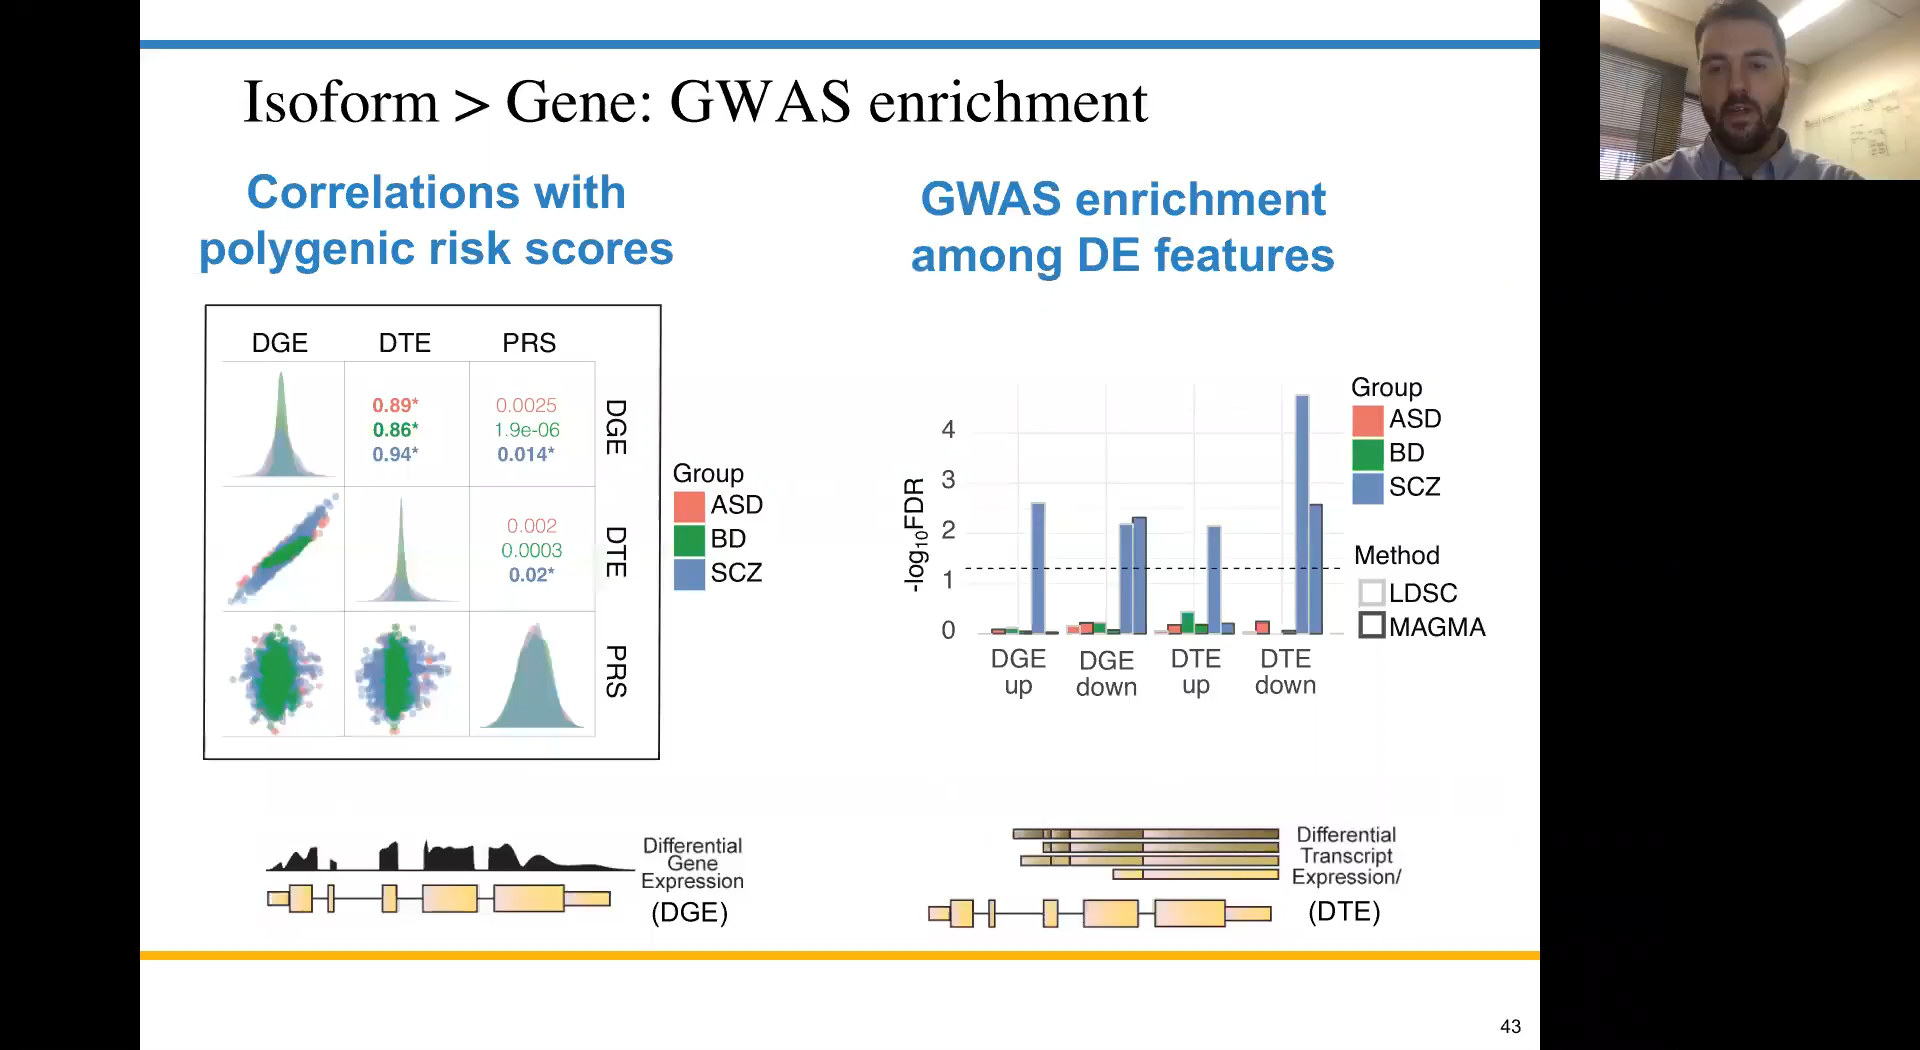 Isoform > Gene: GWAS enrichment
Correlations with
polygenic risk scores
DGE DTE PRS
0.89* 0.0025
0.86* 1.9e-06
0.94* 0.014*
DGE
0.002
0.0003
0.02*
DTE
PRS
Group
ASD
BD
SCZ
GWAS enrichment
among DE features
-log10FDR
4
3
2
1
0
DGE up
DGE down
DTE up
DTE down
Group
ASD
BD
SCZ
Method
LDSC
MAGMA
Differential
Gene
Expression
(DGE)
Differential
Transcript
Expression/
(DTE)
43